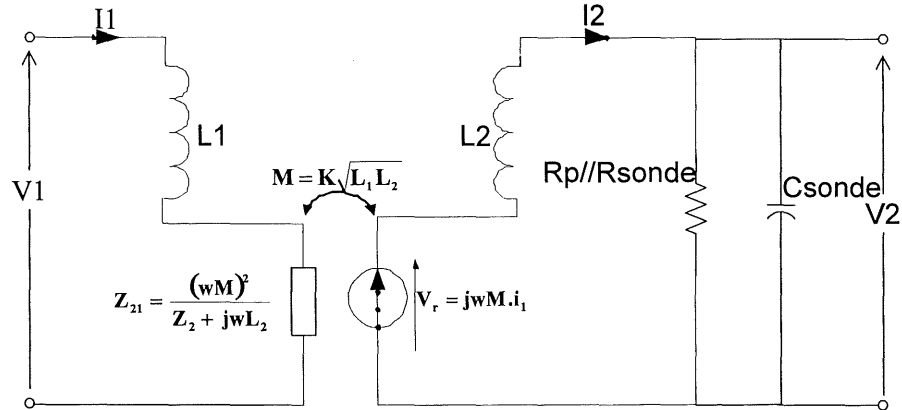 I1
I2
L1
L2
M = K√L₁L₂
Rp//Rsonde
Csonde
V1
V2
Z₂₁ = (wM)² / Z₂ + jwL₂
Vᵣ = jwM.i₁